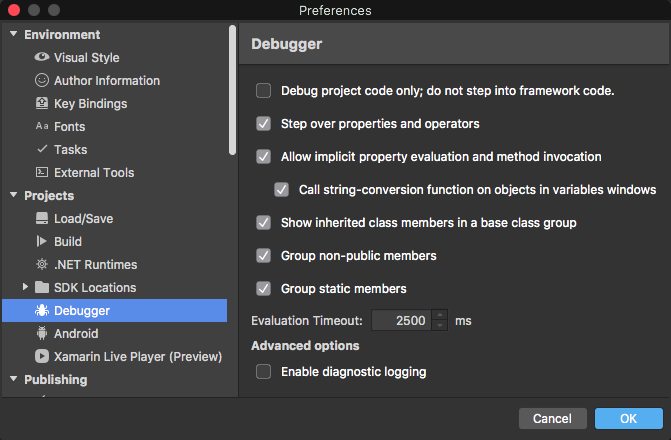 Preferences
Environment
Visual Style
Author Information
Key Bindings
Aa Fonts
Tasks
External Tools
Projects
Load/Save
Build
.NET Runtimes
SDK Locations
Debugger
Android
Xamarin Live Player (Preview)
Publishing
Debugger
Debug project code only; do not step into framework code.
Step over properties and operators
Allow implicit property evaluation and method invocation
Call string-conversion function on objects in variables windows
Show inherited class members in a base class group
Group non-public members
Group static members
Evaluation Timeout: 2500 ms
Advanced options
Enable diagnostic logging
Cancel OK